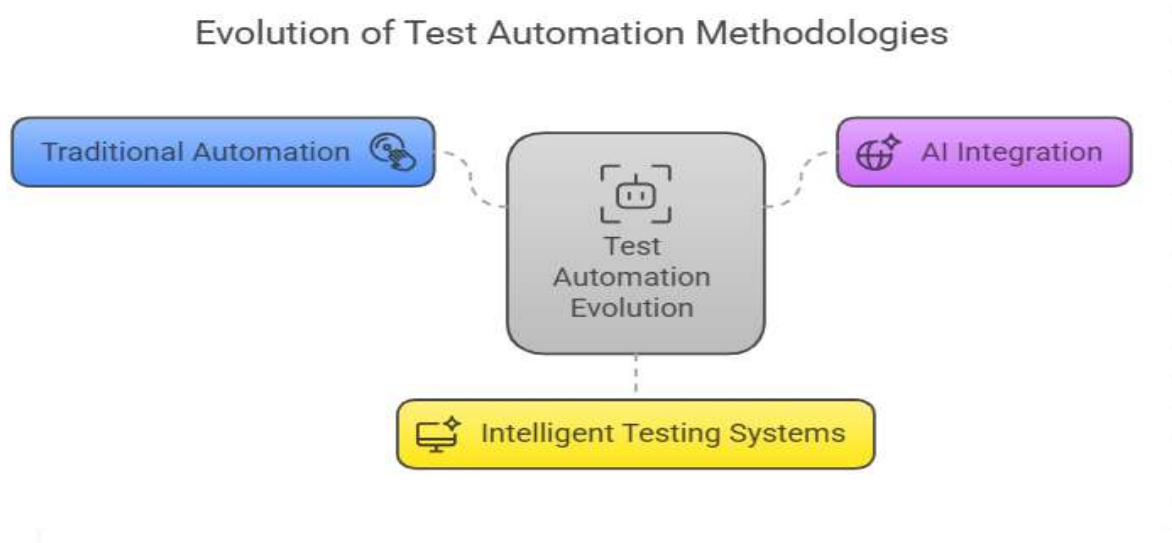 Evolution of Test Automation Methodologies
Traditional Automation
AI Integration
Test
Automation
Evolution
Intelligent Testing Systems